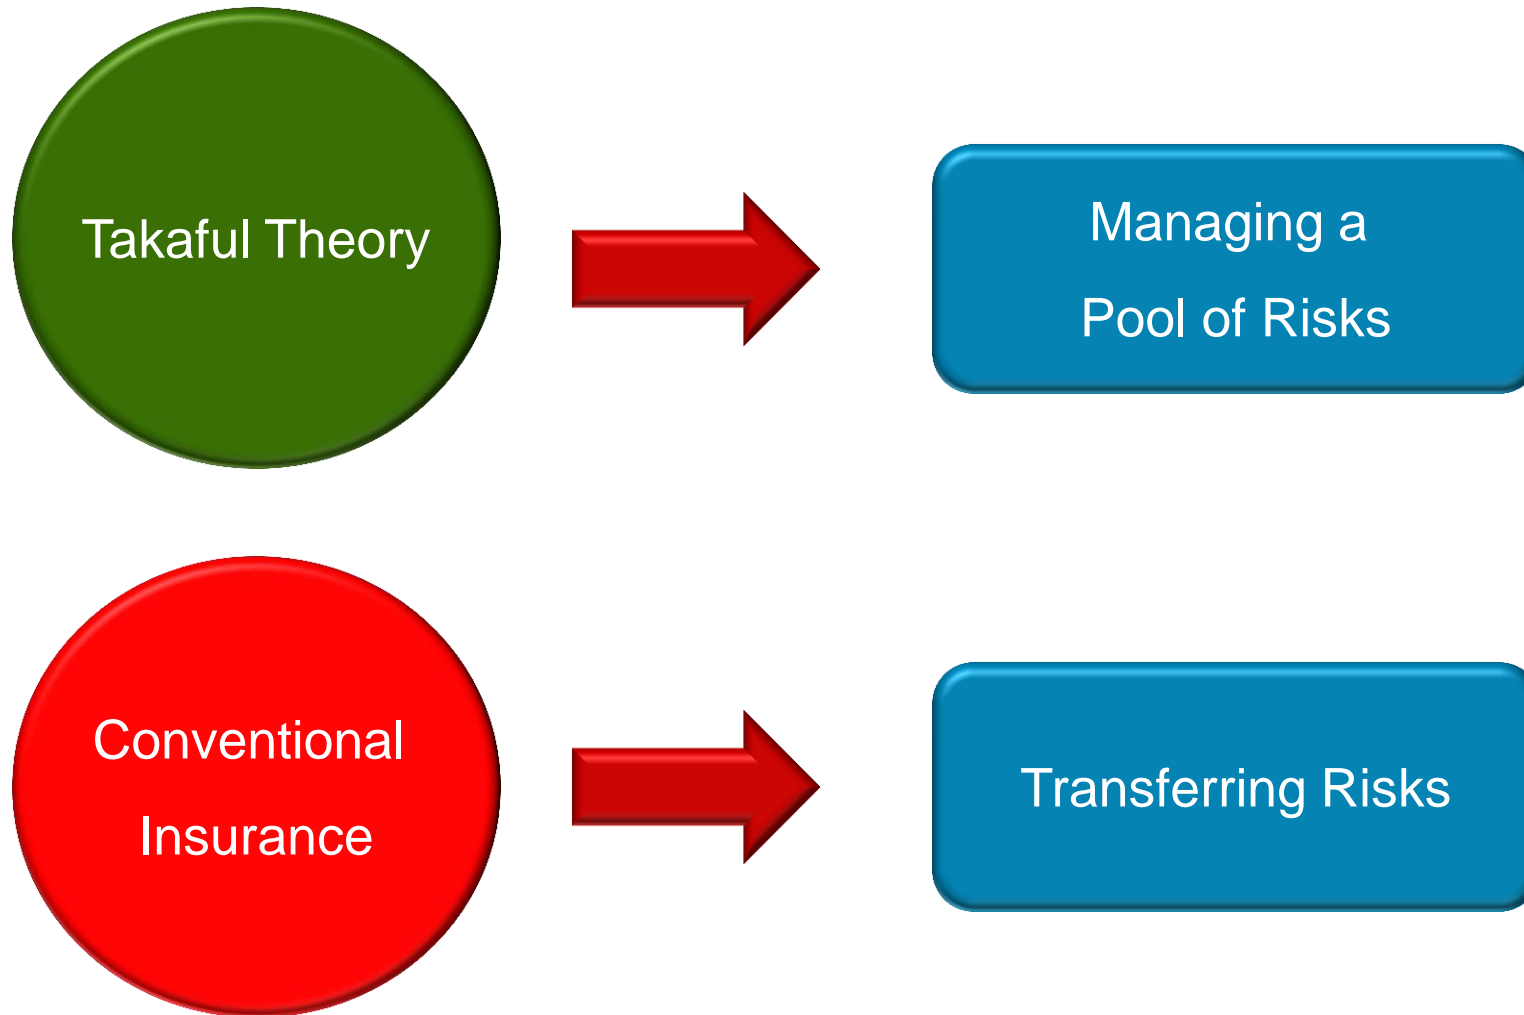 Takaful Theory
Managing a
Pool of Risks
Conventional
Insurance
Transferring Risks